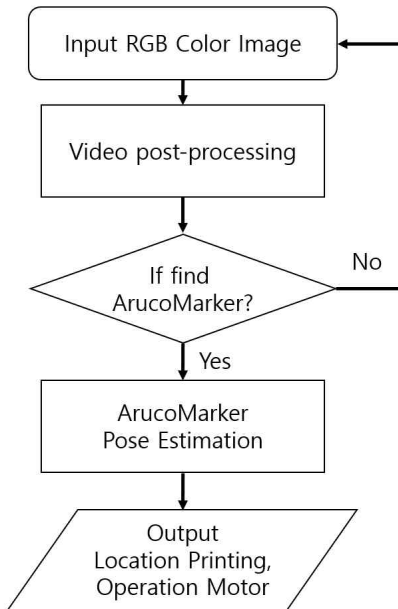 Input RGB Color Image
Video post-processing
If find
ArucoMarker?
No
Yes
ArucoMarker
Pose Estimation
Output
Location Printing,
Operation Motor